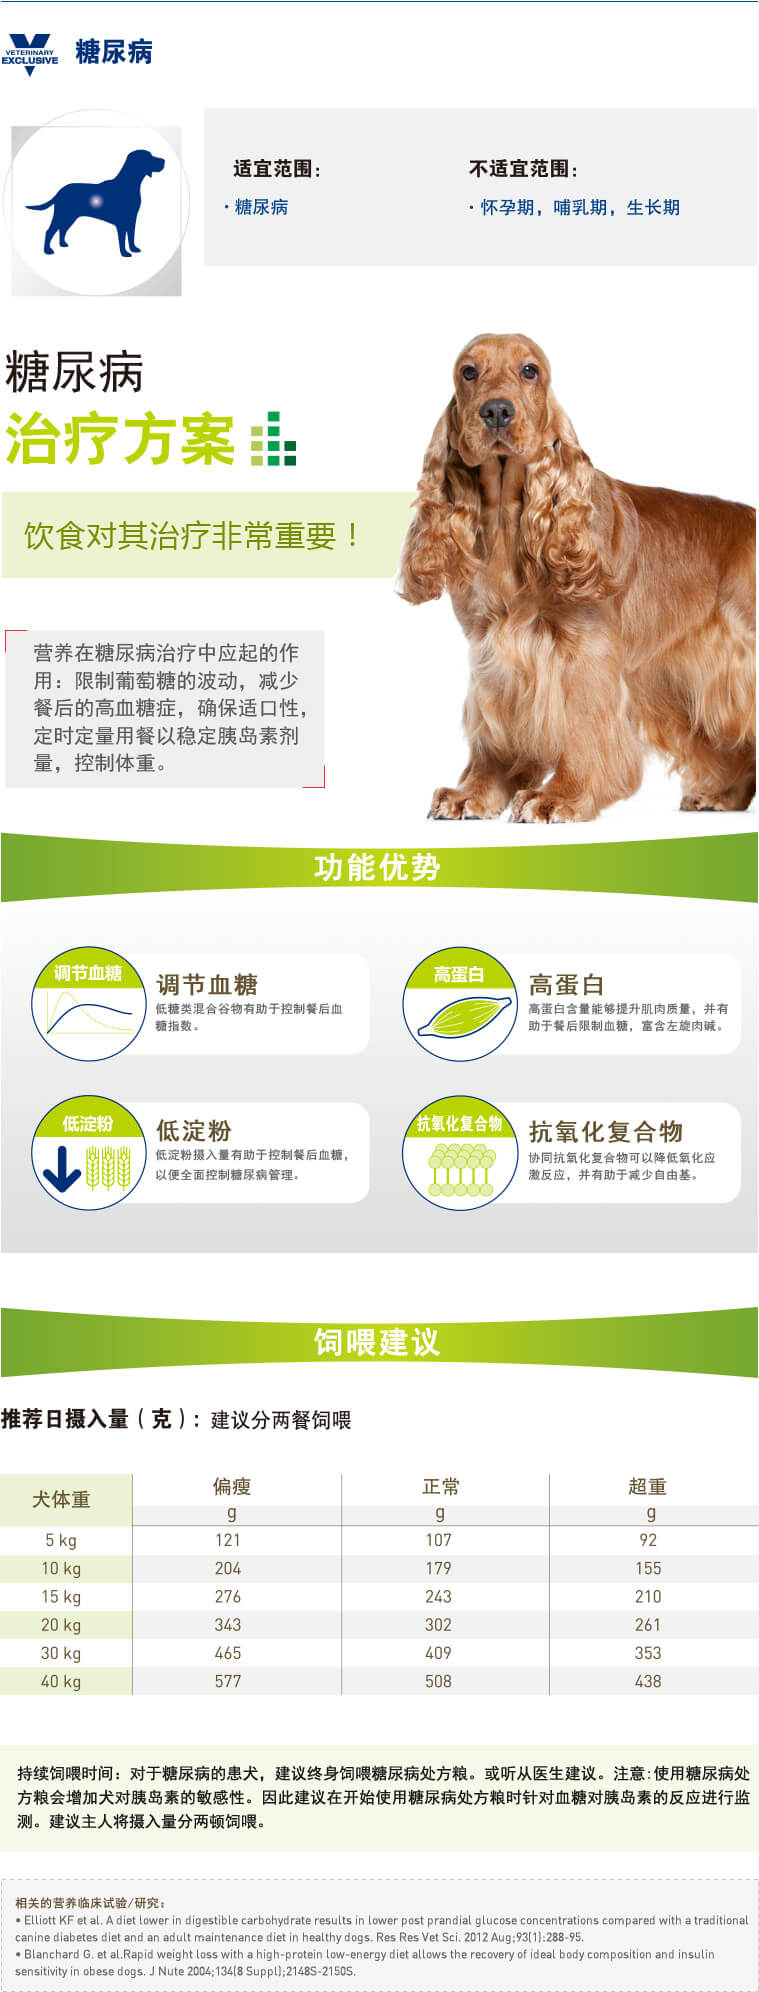 VETERINARY
EXCLUSIVE
糖尿病
适宜范围：
· 糖尿病
不适宜范围：
· 怀孕期，哺乳期，生长期
糖尿病
治疗方案
饮食对其治疗非常重要！
营养在糖尿病治疗中应起的作
用：限制葡萄糖的波动，减少
餐后的高血糖症，确保适口性，
定时定量用餐以稳定胰岛素剂
量，控制体重。
功能优势
调节血糖
调节血糖
低糖类混合谷物有助于控制餐后血
糖指数。
高蛋白
高蛋白
高蛋白含量能够提升肌肉质量，并有
助于餐后限制血糖，富含左旋肉碱。
低淀粉
低淀粉
低淀粉摄入量有助于控制餐后血糖，
以便全面控制糖尿病管理。
抗氧化复合物
抗氧化复合物
协同抗氧化复合物可以降低氧化应
激反应，并有助于减少自由基。
饲喂建议
推荐日摄入量（克）：建议分两餐饲喂
犬体重 偏瘦 正常 超重
g g g
5 kg 121 107 92
10 kg 204 179 155
15 kg 276 243 210
20 kg 343 302 261
30 kg 465 409 353
40 kg 577 508 438
持续饲喂时间：对于糖尿病的患犬，建议终身饲喂糖尿病处方粮。或听从医生建议。注意:使用糖尿病处
方粮会增加犬对胰岛素的敏感性。因此建议在开始使用糖尿病处方粮时针对血糖对胰岛素的反应进行监
测。建议主人将摄入量分两顿饲喂。
相关的营养临床试验/研究：
• Elliott KF et al. A diet lower in digestible carbohydrate results in lower post prandial glucose concentrations compared with a traditional
canine diabetes diet and an adult maintenance diet in healthy dogs. Res Res Vet Sci. 2012 Aug;93(1):288-95.
• Blanchard G. et al.Rapid weight loss with a high-protein low-energy diet allows the recovery of ideal body composition and insulin
sensitivity in obese dogs. J Nute 2004;134(8 Suppl);2148S-2150S.